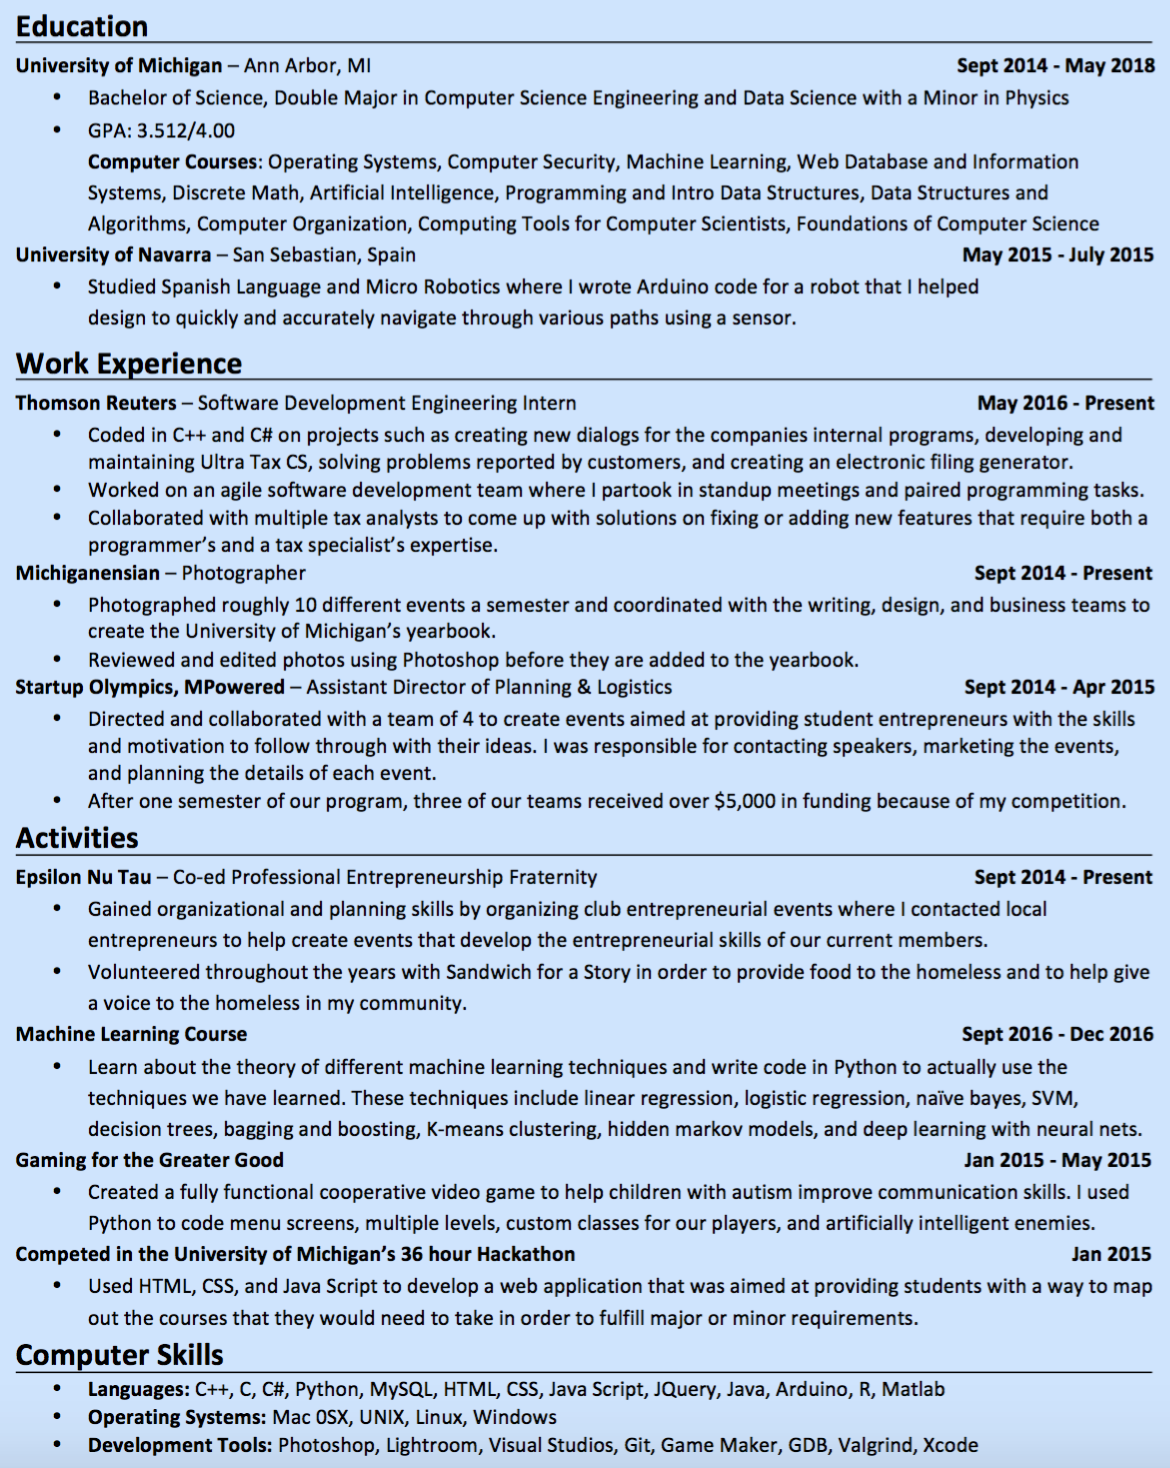 Education
University of Michigan – Ann Arbor, MI Sept 2014 - May 2018
• Bachelor of Science, Double Major in Computer Science Engineering and Data Science with a Minor in Physics
• GPA: 3.512/4.00
Computer Courses: Operating Systems, Computer Security, Machine Learning, Web Database and Information
Systems, Discrete Math, Artificial Intelligence, Programming and Intro Data Structures, Data Structures and
Algorithms, Computer Organization, Computing Tools for Computer Scientists, Foundations of Computer Science
University of Navarra – San Sebastian, Spain May 2015 - July 2015
• Studied Spanish Language and Micro Robotics where I wrote Arduino code for a robot that I helped
design to quickly and accurately navigate through various paths using a sensor.
Work Experience
Thomson Reuters – Software Development Engineering Intern May 2016 - Present
• Coded in C++ and C# on projects such as creating new dialogs for the companies internal programs, developing and
maintaining Ultra Tax CS, solving problems reported by customers, and creating an electronic filing generator.
• Worked on an agile software development team where I partook in standup meetings and paired programming tasks.
• Collaborated with multiple tax analysts to come up with solutions on fixing or adding new features that require both a
programmer's and a tax specialist's expertise.
Michiganensian – Photographer Sept 2014 - Present
• Photographed roughly 10 different events a semester and coordinated with the writing, design, and business teams to
create the University of Michigan's yearbook.
• Reviewed and edited photos using Photoshop before they are added to the yearbook.
Startup Olympics, MPowered – Assistant Director of Planning & Logistics Sept 2014 - Apr 2015
• Directed and collaborated with a team of 4 to create events aimed at providing student entrepreneurs with the skills
and motivation to follow through with their ideas. I was responsible for contacting speakers, marketing the events,
and planning the details of each event.
• After one semester of our program, three of our teams received over $5,000 in funding because of my competition.
Activities
Epsilon Nu Tau – Co-ed Professional Entrepreneurship Fraternity Sept 2014 - Present
• Gained organizational and planning skills by organizing club entrepreneurial events where I contacted local
entrepreneurs to help create events that develop the entrepreneurial skills of our current members.
• Volunteered throughout the years with Sandwich for a Story in order to provide food to the homeless and to help give
a voice to the homeless in my community.
Machine Learning Course Sept 2016 - Dec 2016
• Learn about the theory of different machine learning techniques and write code in Python to actually use the
techniques we have learned. These techniques include linear regression, logistic regression, naïve bayes, SVM,
decision trees, bagging and boosting, K-means clustering, hidden markov models, and deep learning with neural nets.
Gaming for the Greater Good Jan 2015 - May 2015
• Created a fully functional cooperative video game to help children with autism improve communication skills. I used
Python to code menu screens, multiple levels, custom classes for our players, and artificially intelligent enemies.
Competed in the University of Michigan's 36 hour Hackathon Jan 2015
• Used HTML, CSS, and Java Script to develop a web application that was aimed at providing students with a way to map
out the courses that they would need to take in order to fulfill major or minor requirements.
Computer Skills
• Languages: C++, C, C#, Python, MySQL, HTML, CSS, Java Script, JQuery, Java, Arduino, R, Matlab
• Operating Systems: Mac OSX, UNIX, Linux, Windows
• Development Tools: Photoshop, Lightroom, Visual Studios, Git, Game Maker, GDB, Valgrind, Xcode